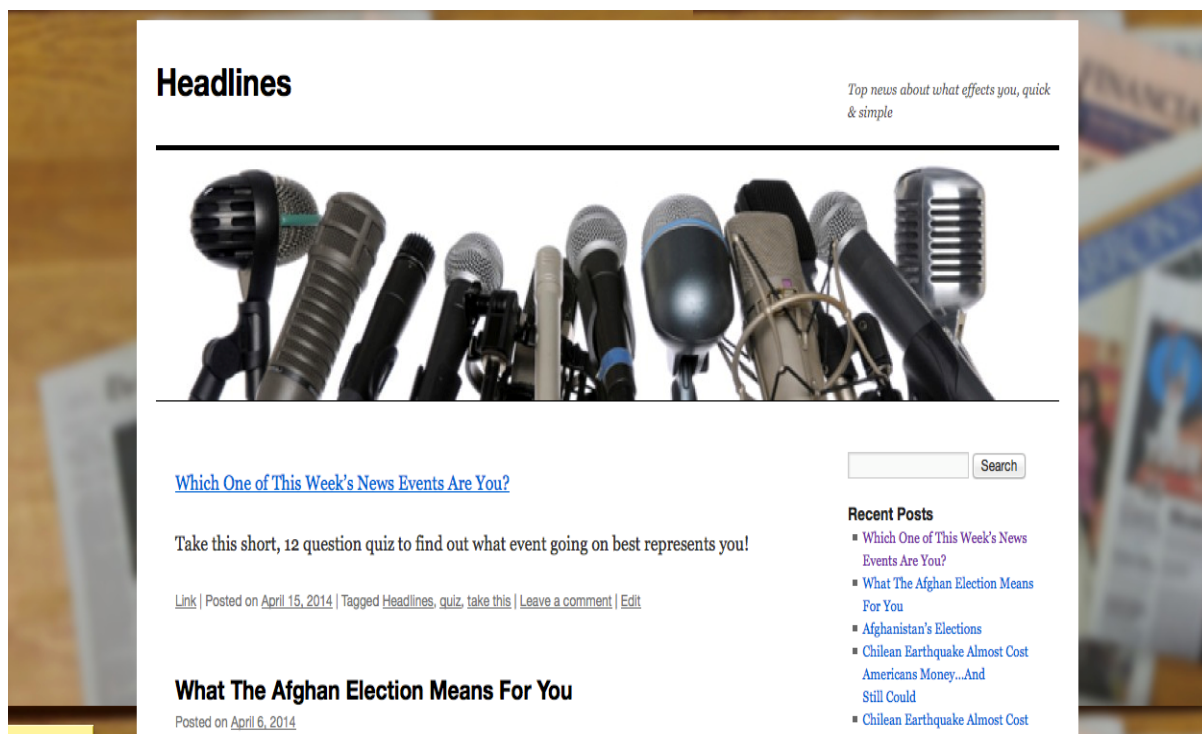 Headlines
Top news about what effects you, quick
& simple
Which One of This Week's News Events Are You?
Take this short, 12 question quiz to find out what event going on best represents you!
Link | Posted on April 15, 2014 | Tagged Headlines, quiz, take this | Leave a comment | Edit
What The Afghan Election Means For You
Posted on April 6, 2014
Search
Recent Posts
Which One of This Week's News
Events Are You?
What The Afghan Election Means
For You
Afghanistan's Elections
Chilean Earthquake Almost Cost
Americans Money...And
Still Could
Chilean Earthquake Almost Cost